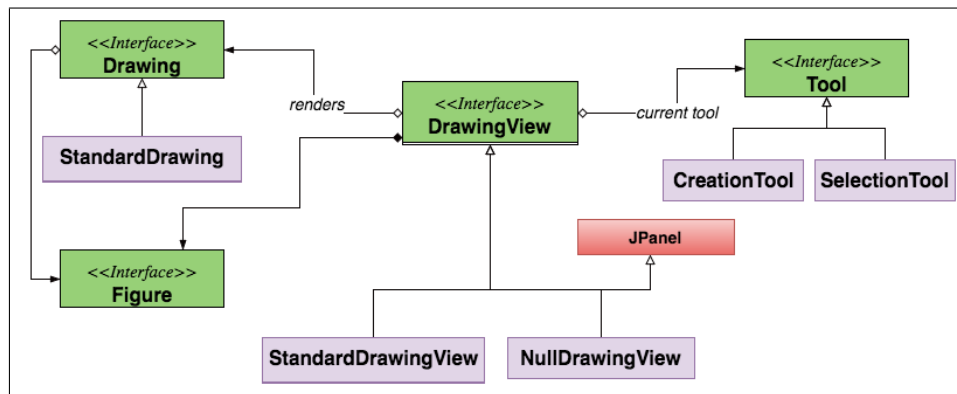 <<Interface>>
Drawing
<<Interface>>
DrawingView
<<Interface>>
Tool
renders
current tool
StandardDrawing
CreationTool
SelectionTool
JPanel
<<Interface>>
Figure
StandardDrawingView
NullDrawingView